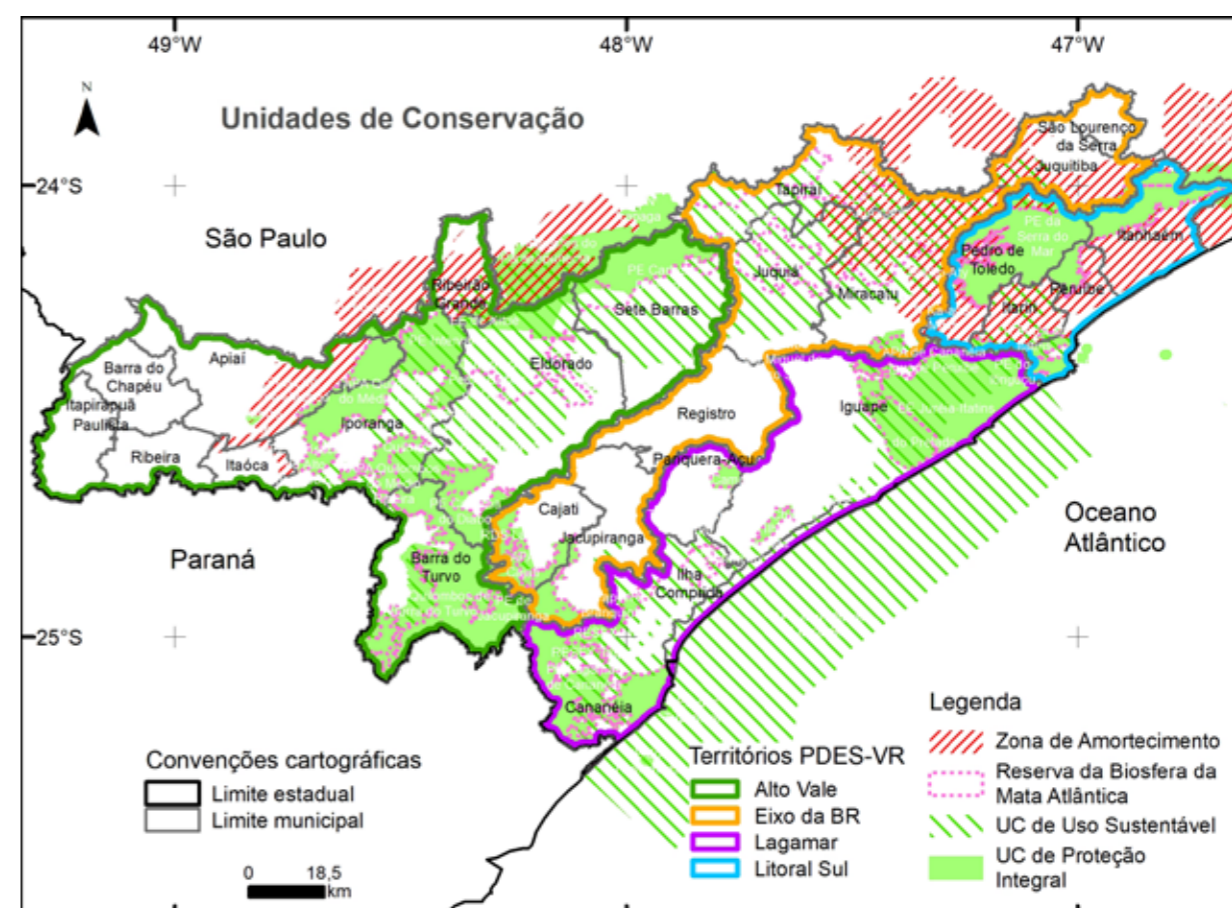 49°W
48°W
47°W
N
Unidades de Conservação
São Lourenço
da Serra
Juquitiba
24°S
Tapiraí
São Paulo
PE da
Serra do
Mar
Itanhaém
Pedro de
Toledo
Juquiá
Ribeirão
Grande
Miracatu
Peruíbe
Sete Barras
Itariri
Apiaí
Eldorado
Barra do
Chapéu
Itapirapuã
Paulista
Registro
Iguape
Iporanga
Ribeira
Itaóca
Pariquera-Açu
Cajati
Jacupiranga
Oceano
Atlântico
Paraná
Barra do
Turvo
Ilha
Comprida
25°S
Cananéia
Convenções cartográficas
Limite estadual
Limite municipal
0 18,5
km
Territórios PDES-VR
Alto Vale
Eixo da BR
Lagamar
Litoral Sul
Legenda
Zona de Amortecimento
Reserva da Biosfera da
Mata Atlântica
UC de Uso Sustentável
UC de Proteção
Integral